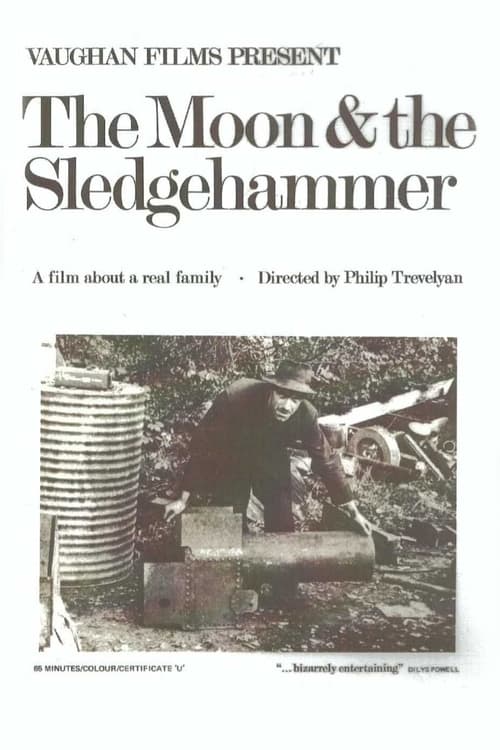 VAUGHAN FILMS PRESENT
The Moon & the
Sledgehammer
A film about a real family · Directed by Philip Trevelyan
65 MINUTES/COLOUR/CERTIFICATE 'U'
"...bizarrely entertaining" DILYS POWELL